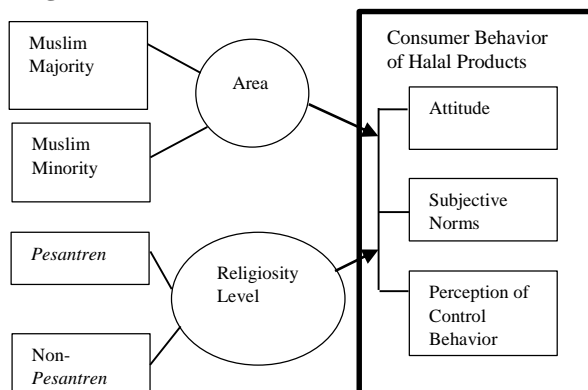 Muslim
Majority
Muslim
Minority
Pesantren
Non-
Pesantren
Area
Religiosity
Level
Consumer Behavior
of Halal Products
Attitude
Subjective
Norms
Perception of
Control
Behavior